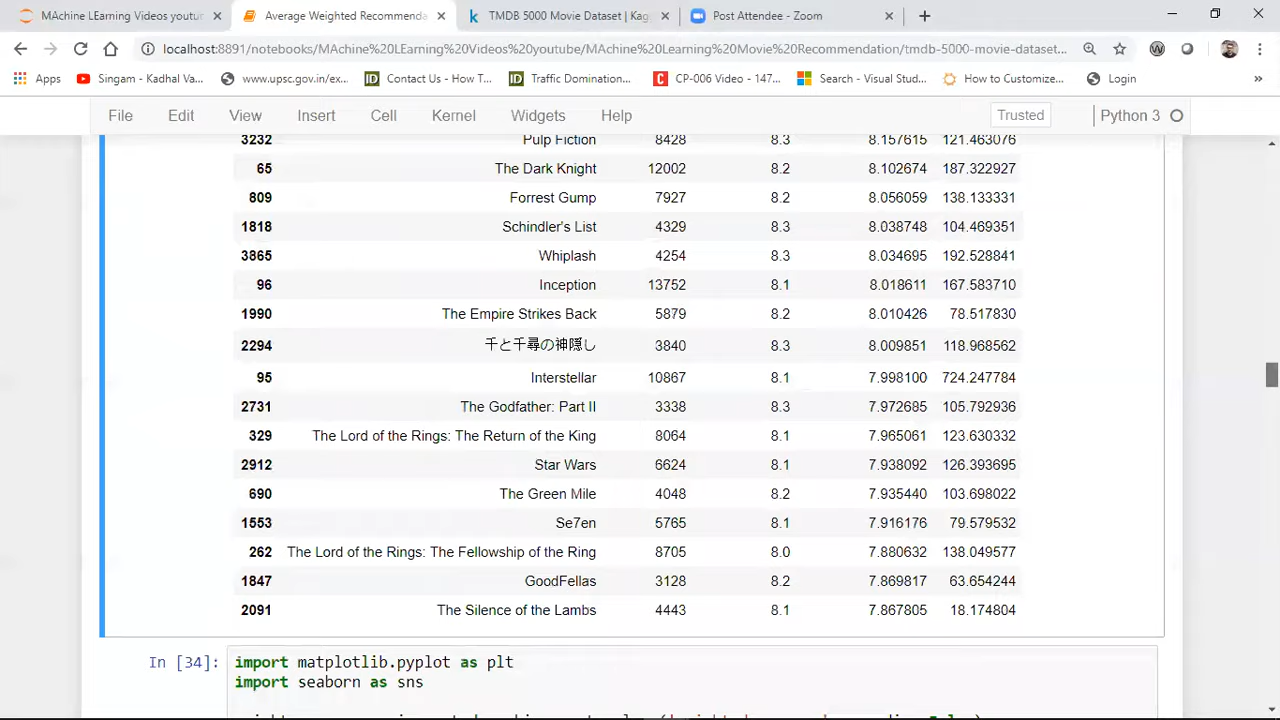 MAchine LEarning Videos youtu
Average Weighted Recommenda
TMDB 5000 Movie Dataset | Kag
Post Attendee - Zoom
localhost:8891/notebooks/MAchine%20LEarning%20Videos%20youtube/MAchine%20Learning%20Movie%20Recommendation/tmdb-5000-movie-dataset...
Apps
Singam - Kadhal Va...
www.upsc.gov.in/ex...
Contact Us - How T...
Traffic Domination...
CP-006 Video - 147...
Search - Visual Stud...
How to Customize...
Login
»
File Edit View Insert Cell Kernel Widgets Help Trusted Python 3
3232 Pulp Fiction 8428 8.3 8.157615 121.463076
65 The Dark Knight 12002 8.2 8.102674 187.322927
809 Forrest Gump 7927 8.2 8.056059 138.133331
1818 Schindler's List 4329 8.3 8.038748 104.469351
3865 Whiplash 4254 8.3 8.034695 192.528841
96 Inception 13752 8.1 8.018611 167.583710
1990 The Empire Strikes Back 5879 8.2 8.010426 78.517830
2294 千と千尋の神隠し 3840 8.3 8.009851 118.968562
95 Interstellar 10867 8.1 7.998100 724.247784
2731 The Godfather: Part II 3338 8.3 7.972685 105.792936
329 The Lord of the Rings: The Return of the King 8064 8.1 7.965061 123.630332
2912 Star Wars 6624 8.1 7.938092 126.393695
690 The Green Mile 4048 8.2 7.935440 103.698022
1553 Se7en 5765 8.1 7.916176 79.579532
262 The Lord of the Rings: The Fellowship of the Ring 8705 8.0 7.880632 138.049577
1847 GoodFellas 3128 8.2 7.869817 63.654244
2091 The Silence of the Lambs 4443 8.1 7.867805 18.174804
In [34]: import matplotlib.pyplot as plt
import seaborn as sns